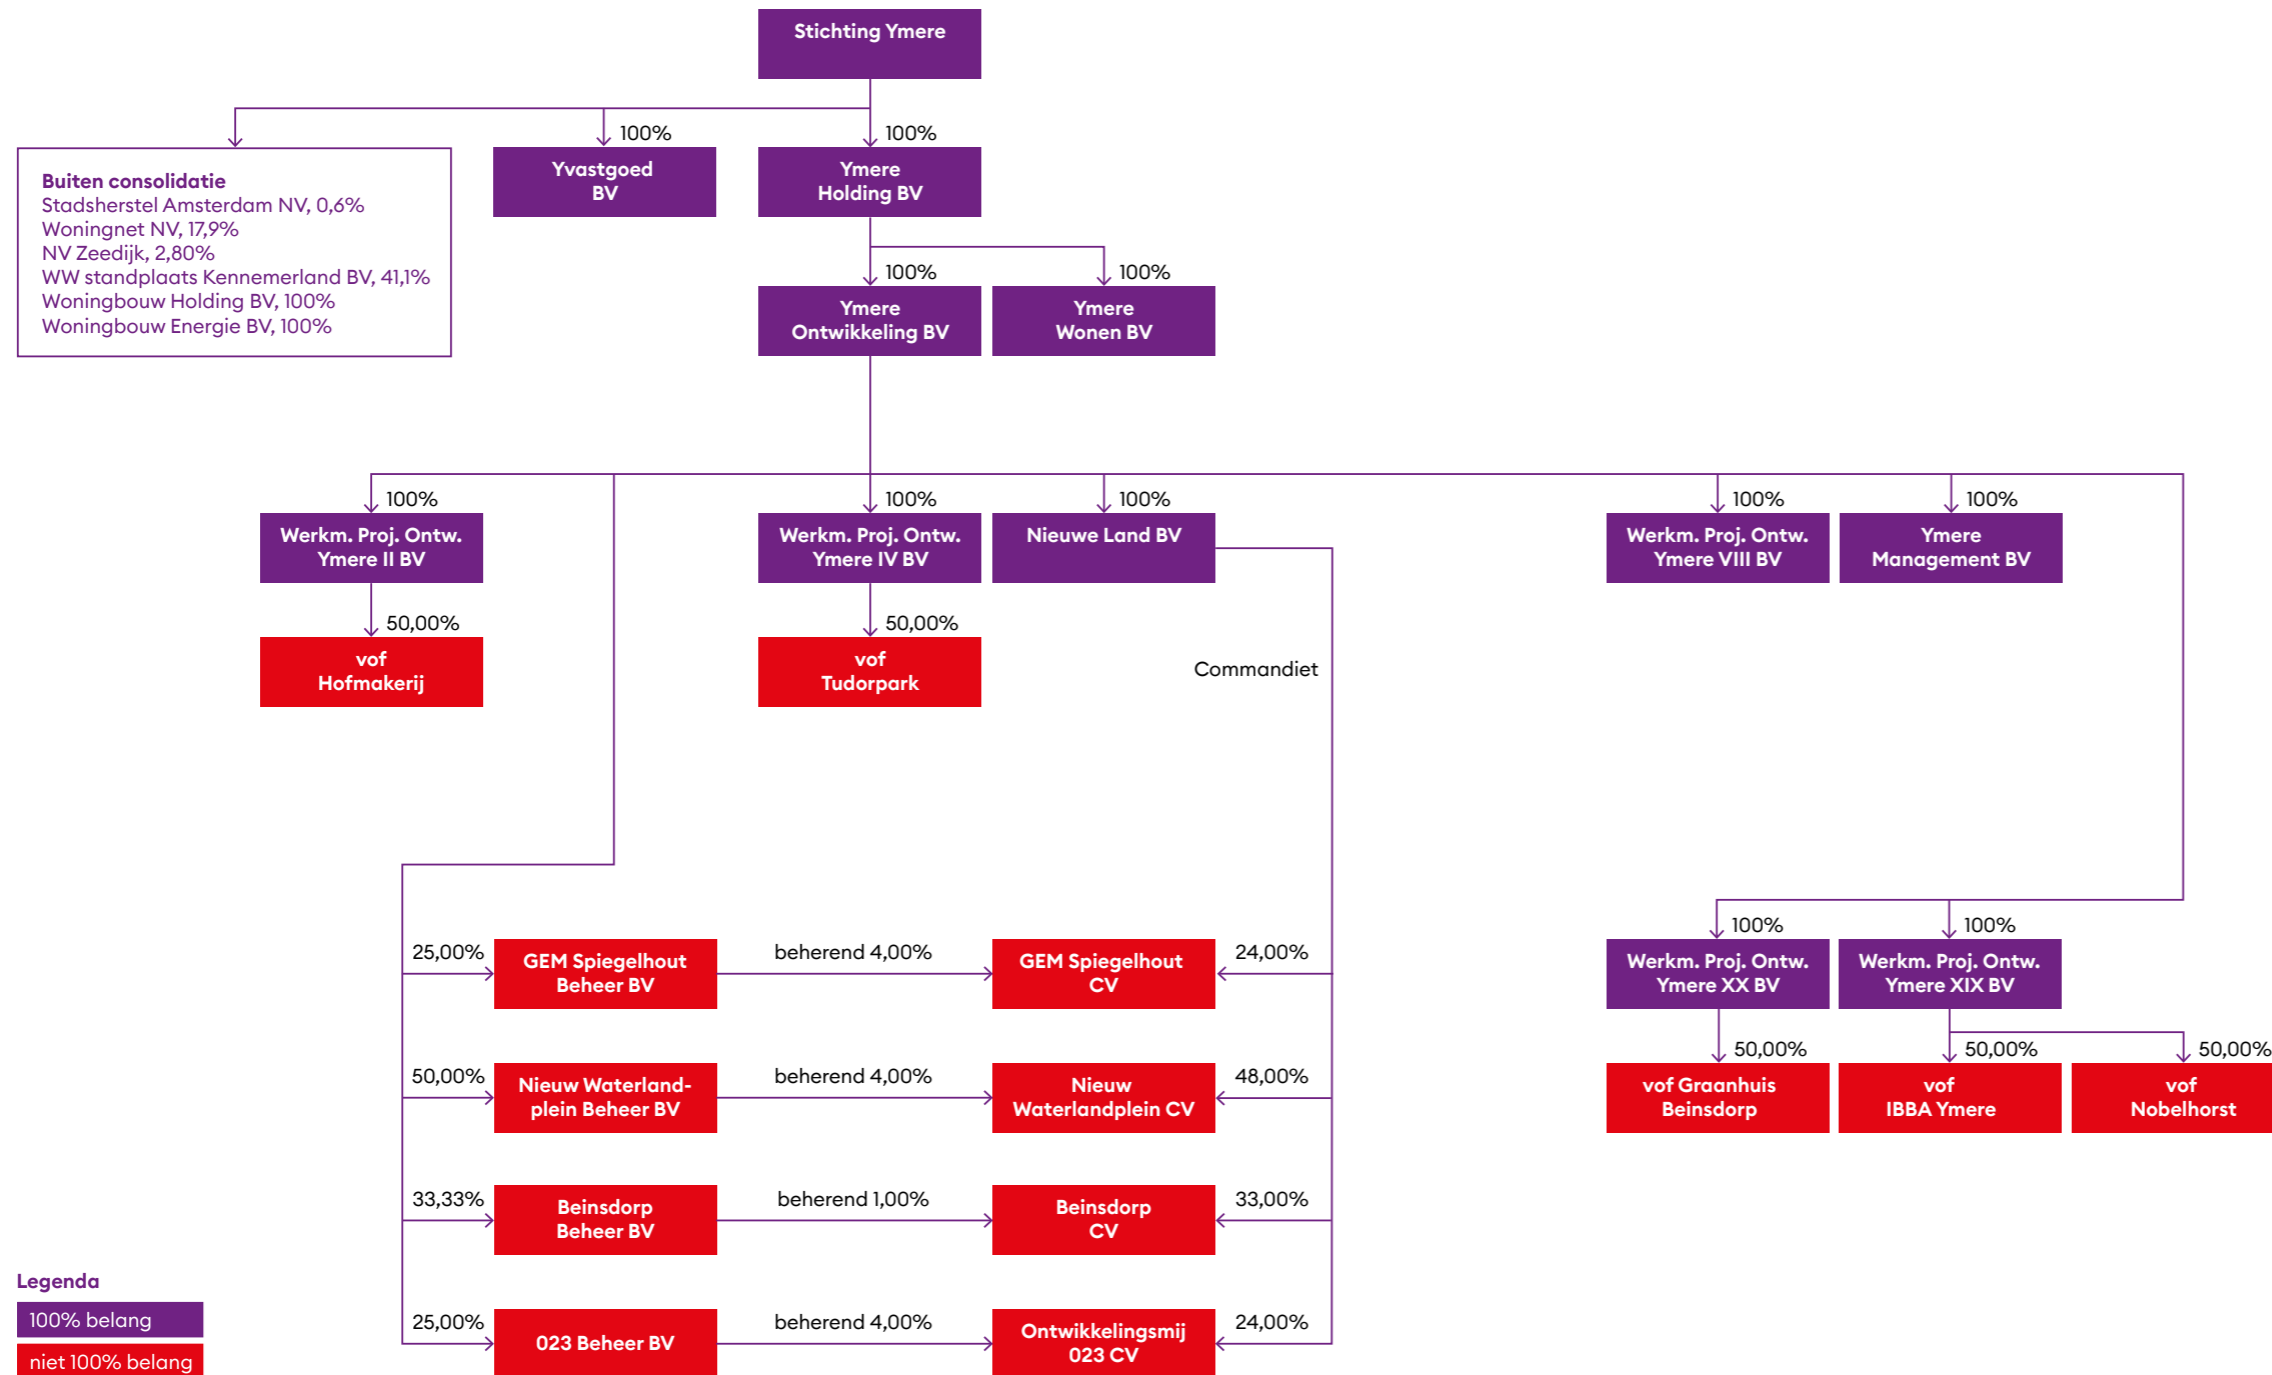 Stichting Ymere
100%
100%
Buiten consolidatie
Stadsherstel Amsterdam NV, 0,6%
Woningnet NV, 17,9%
NV Zeedijk, 2,80%
WW standplaats Kennemerland BV, 41,1%
Woningbouw Holding BV, 100%
Woningbouw Energie BV, 100%
Yvastgoed
BV
Ymere
Holding BV
100%
100%
Ymere
Ontwikkeling BV
Ymere
Wonen BV
100%
100%
100%
100%
100%
Werkm. Proj. Ontw.
Ymere II BV
Werkm. Proj. Ontw.
Ymere IV BV
Nieuwe Land BV
Werkm. Proj. Ontw.
Ymere VIII BV
Ymere
Management BV
50,00%
50,00%
vof
Hofmakerij
vof
Tudorpark
Commandiet
100%
100%
25,00%
GEM Spiegelhout
Beheer BV
beherend 4,00%
GEM Spiegelhout
CV
24,00%
Werkm. Proj. Ontw.
Ymere XX BV
Werkm. Proj. Ontw.
Ymere XIX BV
50,00%
50,00%
50,00%
50,00%
Nieuw Waterland-
plein Beheer BV
beherend 4,00%
Nieuw
Waterlandplein CV
48,00%
vof Graanhuis
Beinsdorp
vof
IBBA Ymere
vof
Nobelhorst
33,33%
Beinsdorp
Beheer BV
beherend 1,00%
Beinsdorp
CV
33,00%
25,00%
023 Beheer BV
beherend 4,00%
Ontwikkelingsmij
023 CV
24,00%
Legenda
100% belang
niet 100% belang